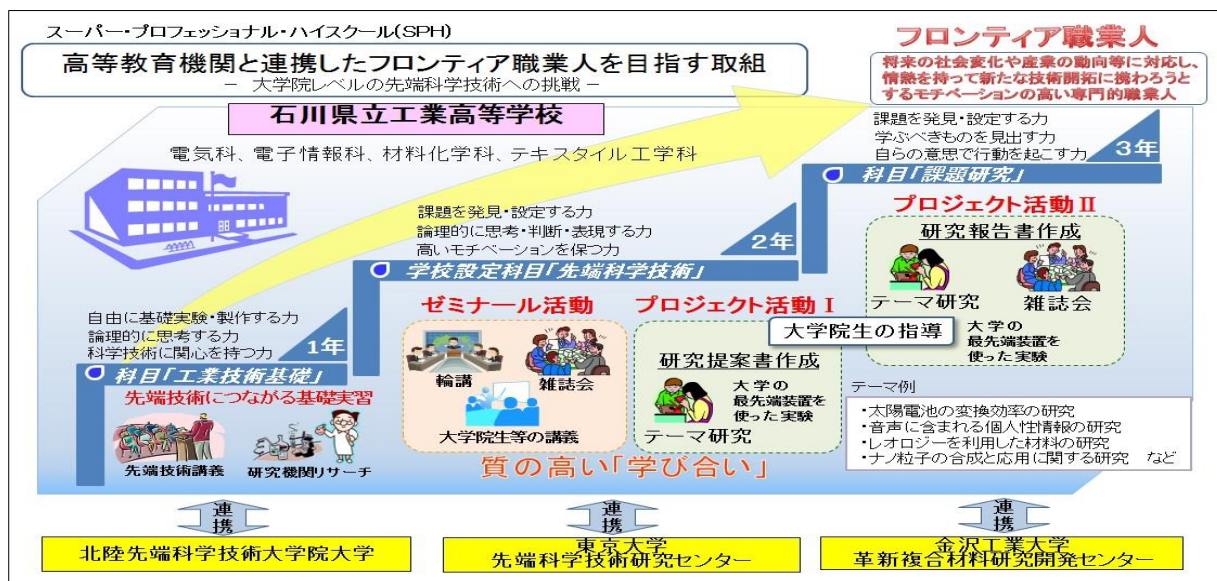 スーパー・プロフェッショナル・ハイスクール(SPH)
高等教育機関と連携したフロンティア職業人を目指す取組
－ 大学院レベルの先端科学技術への挑戦 －
フロンティア職業人
将来の社会変化や産業の動向等に対応し、
情熱を持って新たな技術開拓に携わろうと
するモチベーションの高い専門的職業人
石川県立工業高等学校
電気科、電子情報科、材料化学科、テキスタイル工学科
課題を発見・設定する力
学ぶべきものを見出す力
自らの意思で行動を起こす力
3年
科目「課題研究」
プロジェクト活動Ⅱ
研究報告書作成
テーマ研究
雑誌会
大学の
最先端装置を
使った実験
課題を発見・設定する力
論理的に思考・判断・表現する力
高いモチベーションを保つ力
2年
学校設定科目「先端科学技術」
ゼミナール活動
輪講
雑誌会
大学院生等の講義
プロジェクト活動Ⅰ
大学院生の指導
研究提案書作成
大学の
最先端装置を
使った実験
テーマ研究
質の高い「学び合い」
自由に基礎実験・製作する力
論理的に思考する力
科学技術に関心を持つ力
1年
科目「工業技術基礎」
先端技術につながる基礎実習
先端技術講義
研究機関リサーチ
テーマ例
・太陽電池の変換効率の研究
・音声に含まれる個人性情報の研究
・レオロジーを利用した材料の研究
・ナノ粒子の合成と応用に関する研究 など
連携
北陸先端科学技術大学院大学
連携
東京大学
先端科学技術研究センター
連携
金沢工業大学
革新複合材料研究開発センター